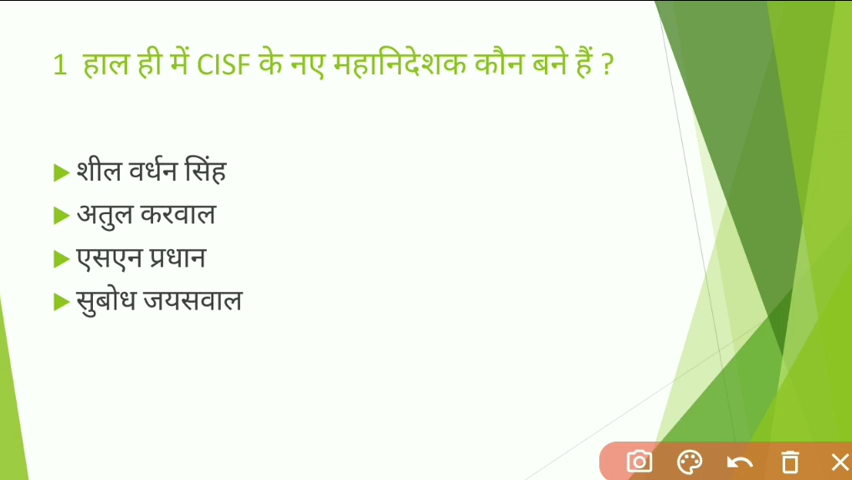 1 हाल ही में CISF के नए महानिदेशक कौन बने हैं ?
शील वर्धन सिंह
अतुल करवाल
एसएन प्रधान
सुबोध जयसवाल